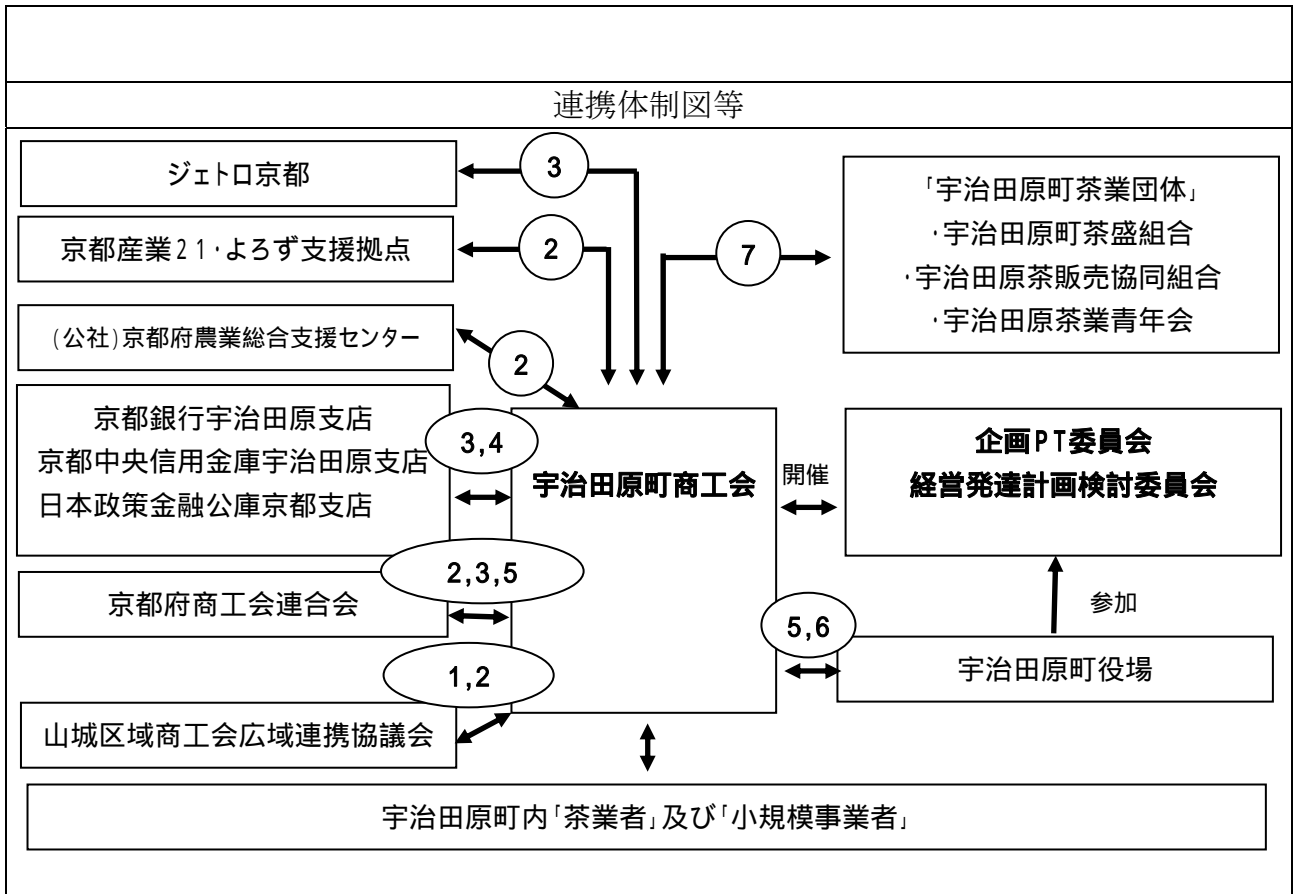 連携体制図等
ジェトロ京都
3
京都産業21・よろず支援拠点
2
(公社)京都府農業総合支援センター
2
京都銀行宇治田原支店
京都中央信用金庫宇治田原支店
日本政策金融公庫京都支店
3,4
京都府商工会連合会
2,3,5
山城区域商工会広域連携協議会
1,2
宇治田原町商工会
7
「宇治田原町茶業団体」
・宇治田原町茶盛組合
・宇治田原茶販売協同組合
・宇治田原茶業青年会
開催
企画PT委員会
経営発達計画検討委員会
参加
5,6
宇治田原町役場
宇治田原町内「茶業者」及び「小規模事業者」